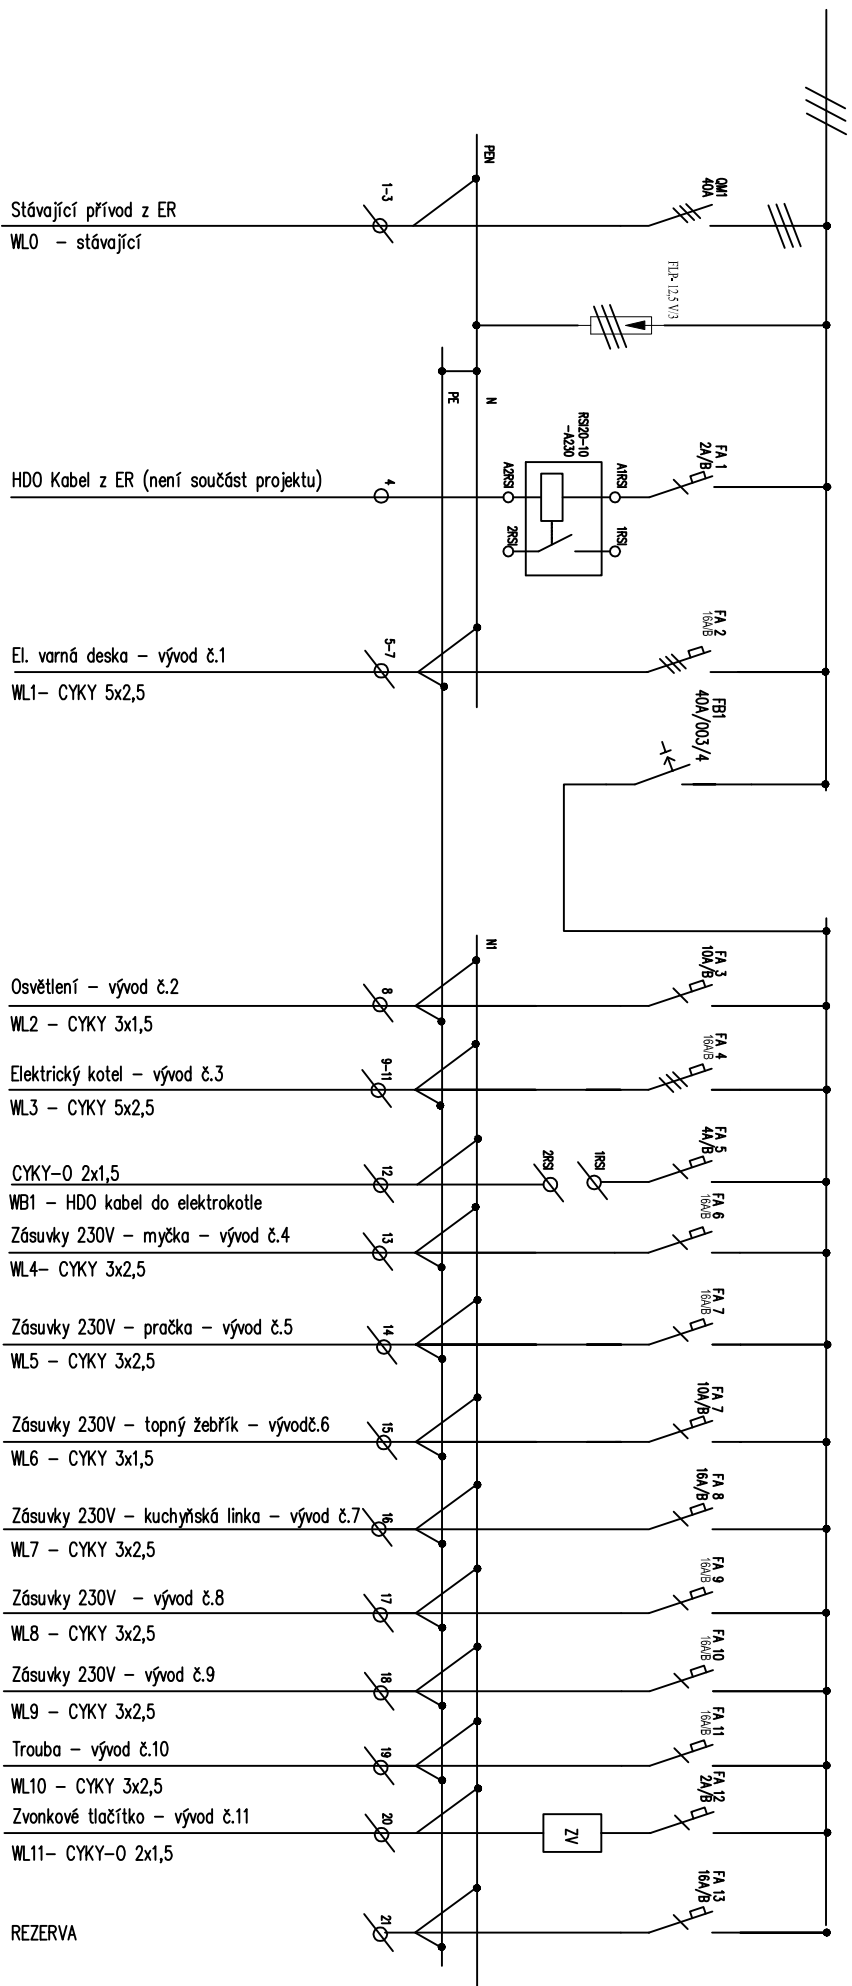 PEN
1-3
QM1
40A
Stávající přívod z ER
WL0 - stávající
FLP-12,5 V/3
N
PE
RSI20-10
-A230
FA 1
2A/B
A2RSI
A1RSI
HDO Kabel z ER (není součást projektu)
4
2RSI
1RSI
5-7
FA 2
16A/B
El. varná deska - vývod č.1
WL1- CYKY 5x2,5
FB1
40A/003/4
N1
FA 3
10A/B
8
Osvětlení - vývod č.2
WL2 - CYKY 3x1,5
9-11
FA 4
16A/B
Elektrický kotel - vývod č.3
WL3 - CYKY 5x2,5
FA 5
4A/B
12
2RSI
1RSI
CYKY-O 2x1,5
WB1 - HDO kabel do elektrokotle
FA 6
16A/B
13
Zásuvky 230V - myčka - vývod č.4
WL4- CYKY 3x2,5
FA 7
16A/B
14
Zásuvky 230V - pračka - vývod č.5
WL5 - CYKY 3x2,5
FA 7
10A/B
15
Zásuvky 230V - topný žebřík - vývodč.6
WL6 - CYKY 3x1,5
FA 8
16A/B
16
Zásuvky 230V - kuchyňská linka - vývod č.7
WL7 - CYKY 3x2,5
FA 9
16A/B
17
Zásuvky 230V - vývod č.8
WL8 - CYKY 3x2,5
FA 10
16A/B
18
Zásuvky 230V - vývod č.9
WL9 - CYKY 3x2,5
FA 11
16A/B
19
Trouba - vývod č.10
WL10 - CYKY 3x2,5
FA 12
2A/B
20
ZV
Zvonkové tlačítko - vývod č.11
WL11- CYKY-O 2x1,5
FA 13
16A/B
21
REZERVA